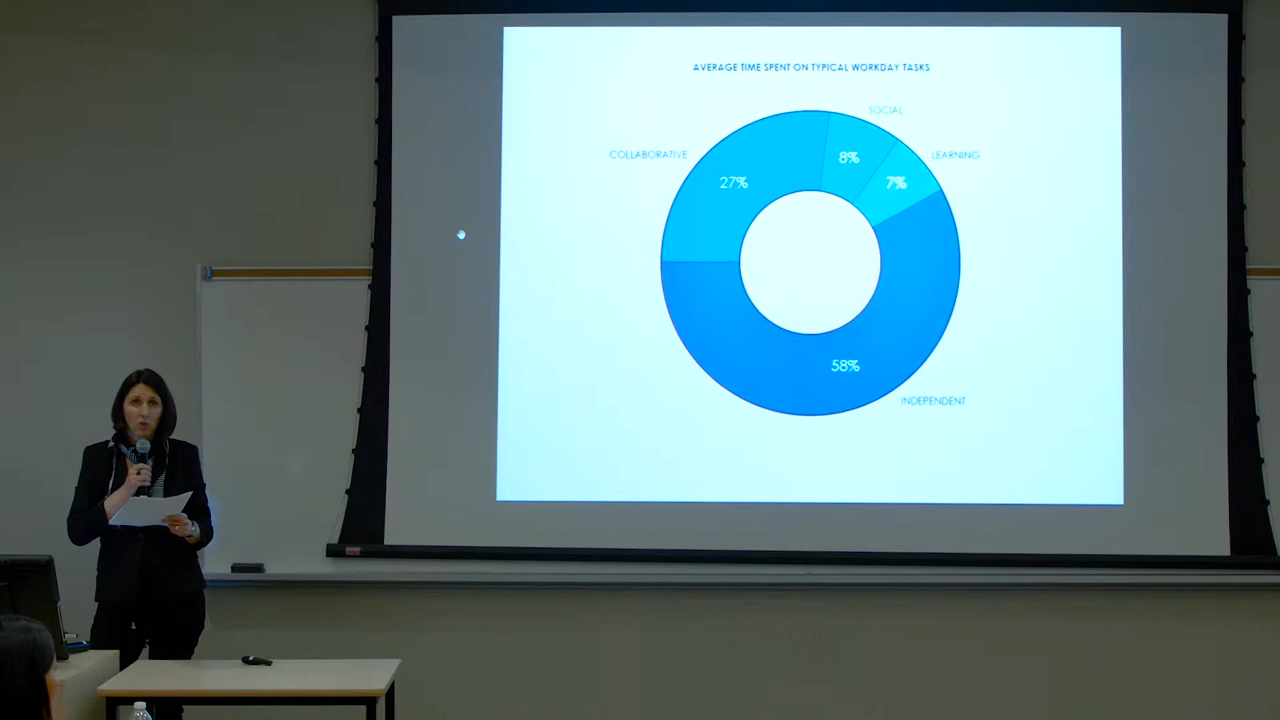 AVERAGE TIME SPENT ON TYPICAL WORKDAY TASKS
SOCIAL
COLLABORATIVE
LEARNING
8%
27%
7%
58%
INDEPENDENT